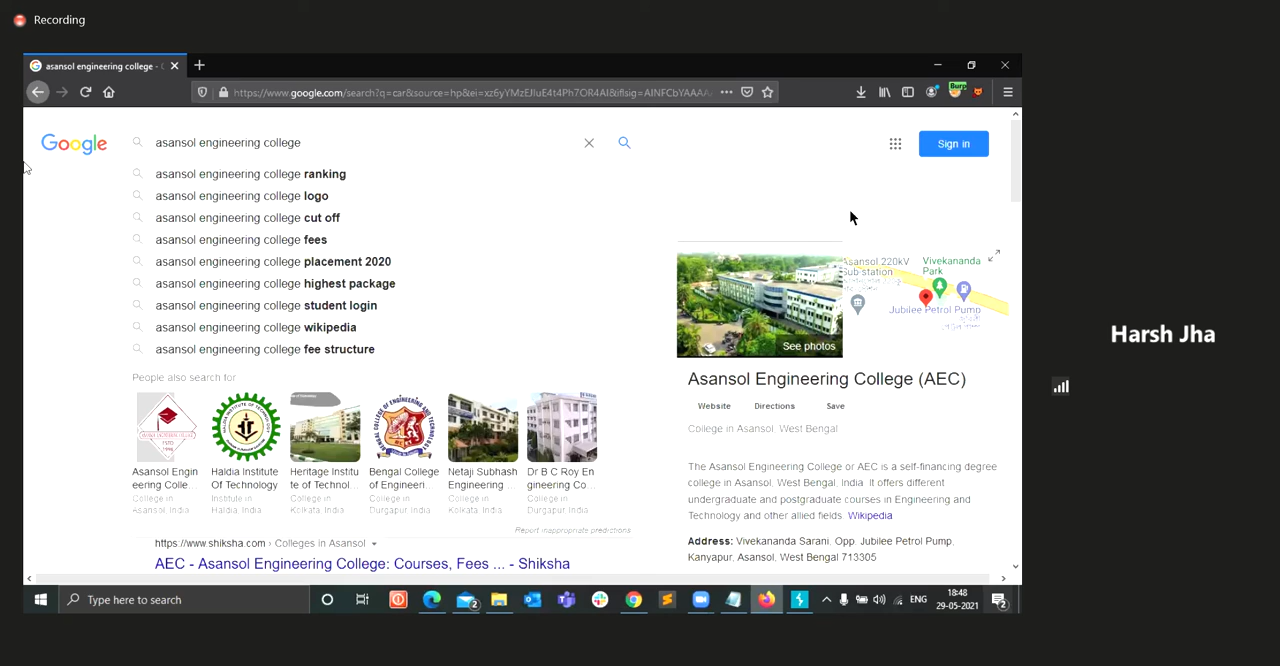 Recording
asansol engineering college - G
https://www.google.com/search?q=car&source=hp&ei=xz6yYMzEJIuE4t4Ph7OR4AI&iflsig=AINFCbYAAAA
Burp
Google
asansol engineering college
Sign in
asansol engineering college ranking
asansol engineering college logo
asansol engineering college cut off
asansol engineering college fees
asansol engineering college placement 2020
asansol engineering college highest package
asansol engineering college student login
asansol engineering college wikipedia
asansol engineering college fee structure
People also search for
Asansol Engin
eering Colle...
College in
Asansol, India
Haldia Institute
Of Technology
Institute in
Haldia, India
Heritage Institu
te of Technol...
College in
Kolkata, India
Bengal College
of Engineeri...
College in
Durgapur, India
Netaji Subhash
Engineering ...
College in
Kolkata, India
Dr B C Roy En
gineering Co...
College in
Durgapur, India
Report inappropriate predictions
https://www.shiksha.com › Colleges in Asansol
AEC - Asansol Engineering College: Courses, Fees ... - Shiksha
See photos
Asansol 220kV
Sub station
Vivekananda
Park
Jubilee Petrol Pump
Asansol Engineering College (AEC)
Website Directions Save
College in Asansol, West Bengal
The Asansol Engineering College or AEC is a self-financing degree
college in Asansol, West Bengal, India. It offers different
undergraduate and postgraduate courses in Engineering and
Technology and other allied fields. Wikipedia
Address: Vivekananda Sarani, Opp. Jubilee Petrol Pump,
Kanyapur, Asansol, West Bengal 713305
Harsh Jha
Type here to search
2
ENG
18:48
29-05-2021
2